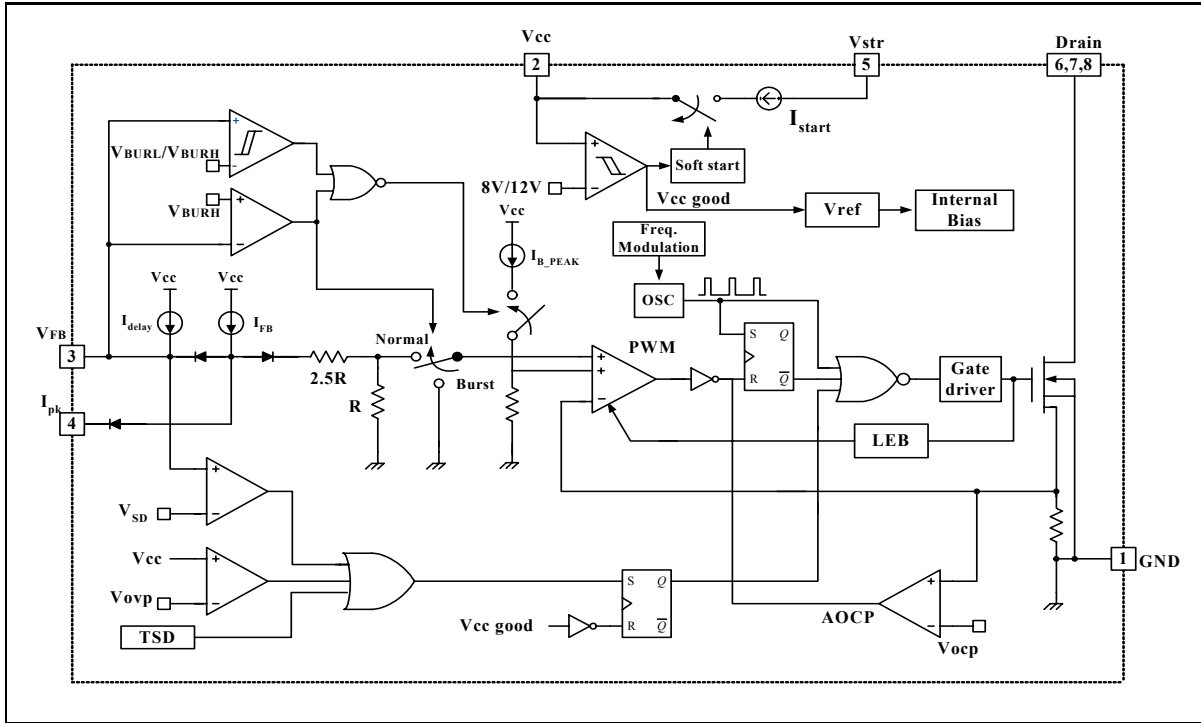 Vcc
Vstr
Drain
2
5
6,7,8
Istart
+
VBURL/VBURH
-
+
8V/12V
−
Soft start
Vcc good
Vref
Internal
Bias
VBURH
+
−
Vcc
IB_PEAK
Freq.
Modulation
OSC
Vcc
Vcc
Idelay
IFB
VFB
3
Normal
Burst
2.5R
R
Ipk
4
+
+
−
PWM
S
Q
R
Q
Gate
driver
LEB
+
VSD
−
Vcc
+
Vovp
−
TSD
S
Q
R
Q
Vcc good
AOCP
+
−
Vocp
1
GND